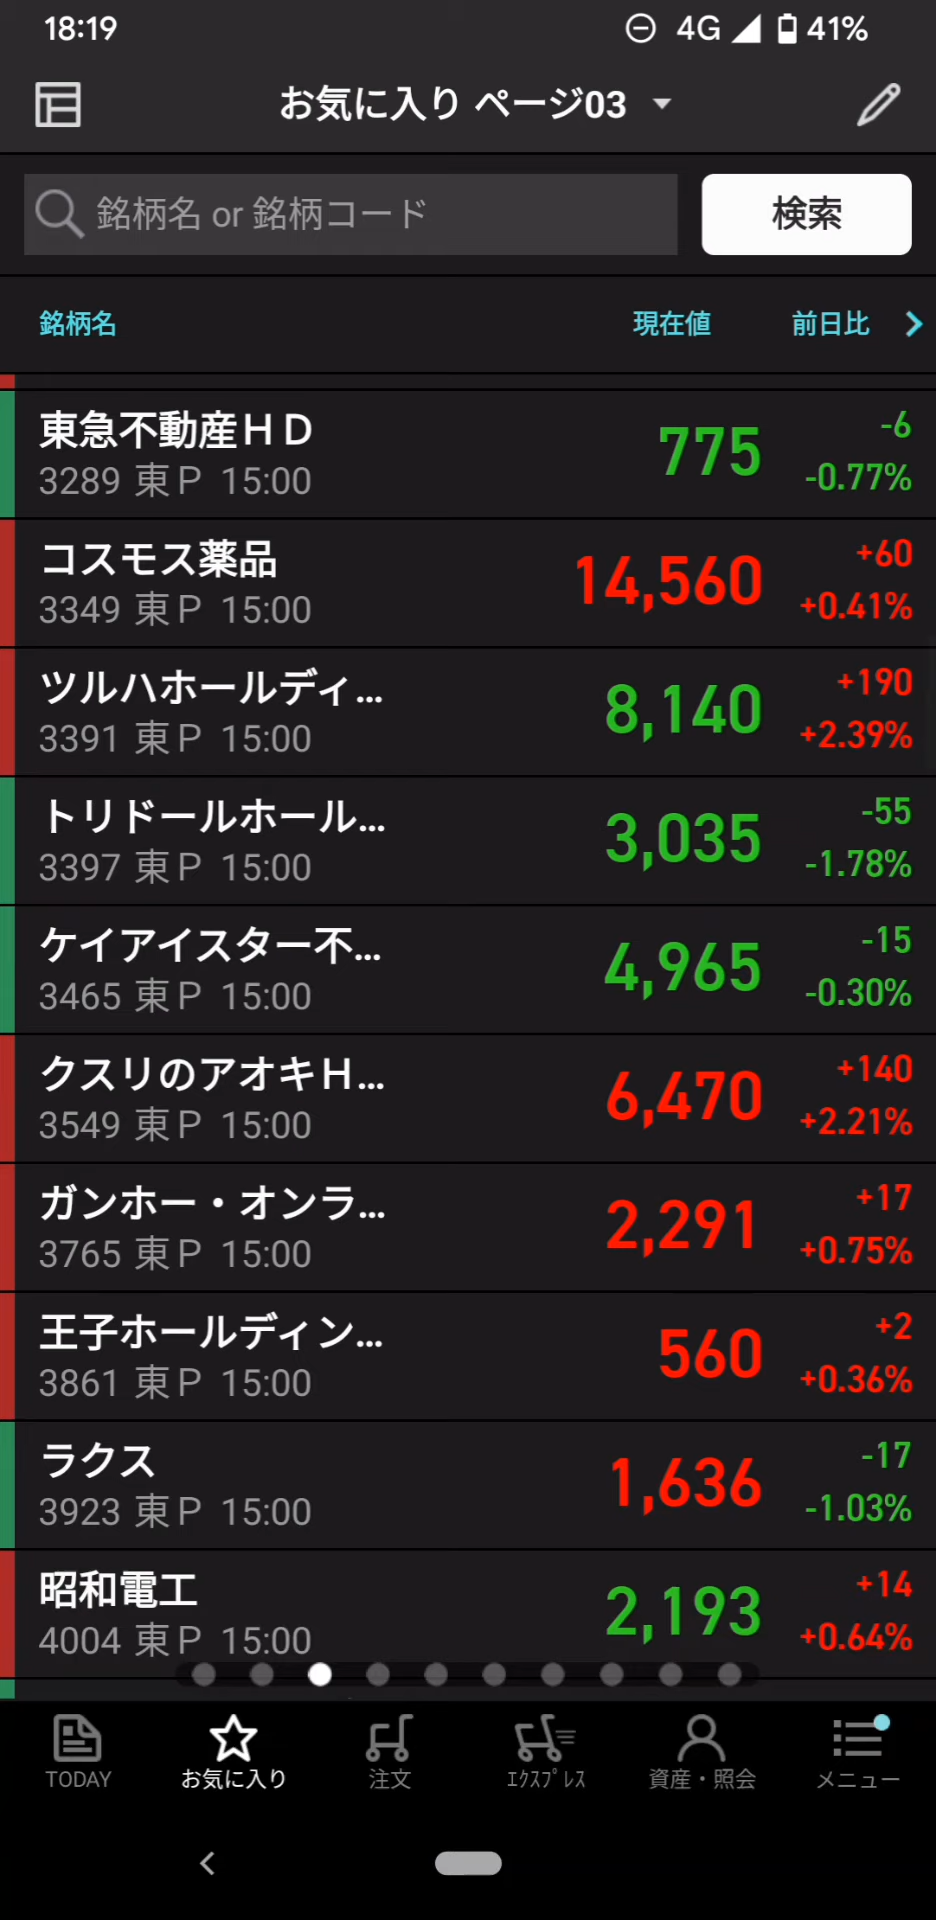 18:19
4G 41%
お気に入り ページ03
銘柄名 or 銘柄コード
検索
銘柄名 現在値 前日比
東急不動産ＨＤ
775
-6
3289 東Ｐ 15:00
-0.77%
コスモス薬品
14,560
+60
3349 東Ｐ 15:00
+0.41%
ツルハホールディ...
8,140
+190
3391 東Ｐ 15:00
+2.39%
トリドールホール...
3,035
-55
3397 東Ｐ 15:00
-1.78%
ケイアイスター不...
4,965
-15
3465 東Ｐ 15:00
-0.30%
クスリのアオキＨ...
6,470
+140
3549 東Ｐ 15:00
+2.21%
ガンホー・オンラ...
2,291
+17
3765 東Ｐ 15:00
+0.75%
王子ホールディン...
560
+2
3861 東Ｐ 15:00
+0.36%
ラクス
1,636
-17
3923 東Ｐ 15:00
-1.03%
昭和電工
2,193
+14
4004 東Ｐ 15:00
+0.64%
TODAY お気に入り 注文 ｴｸｽﾌﾟﾚｽ 資産・照会 メニュー